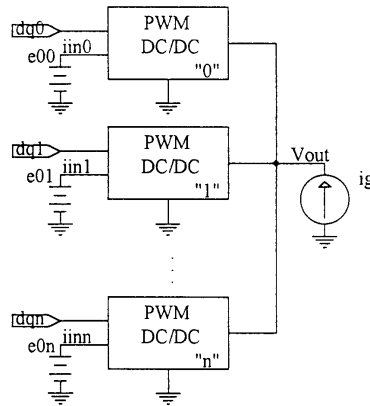 dq0
iin0
e00
PWM
DC/DC
"0"
dq1
iin1
e01
PWM
DC/DC
"1"
Vout
ig
dqn
iinn
e0n
PWM
DC/DC
"n"